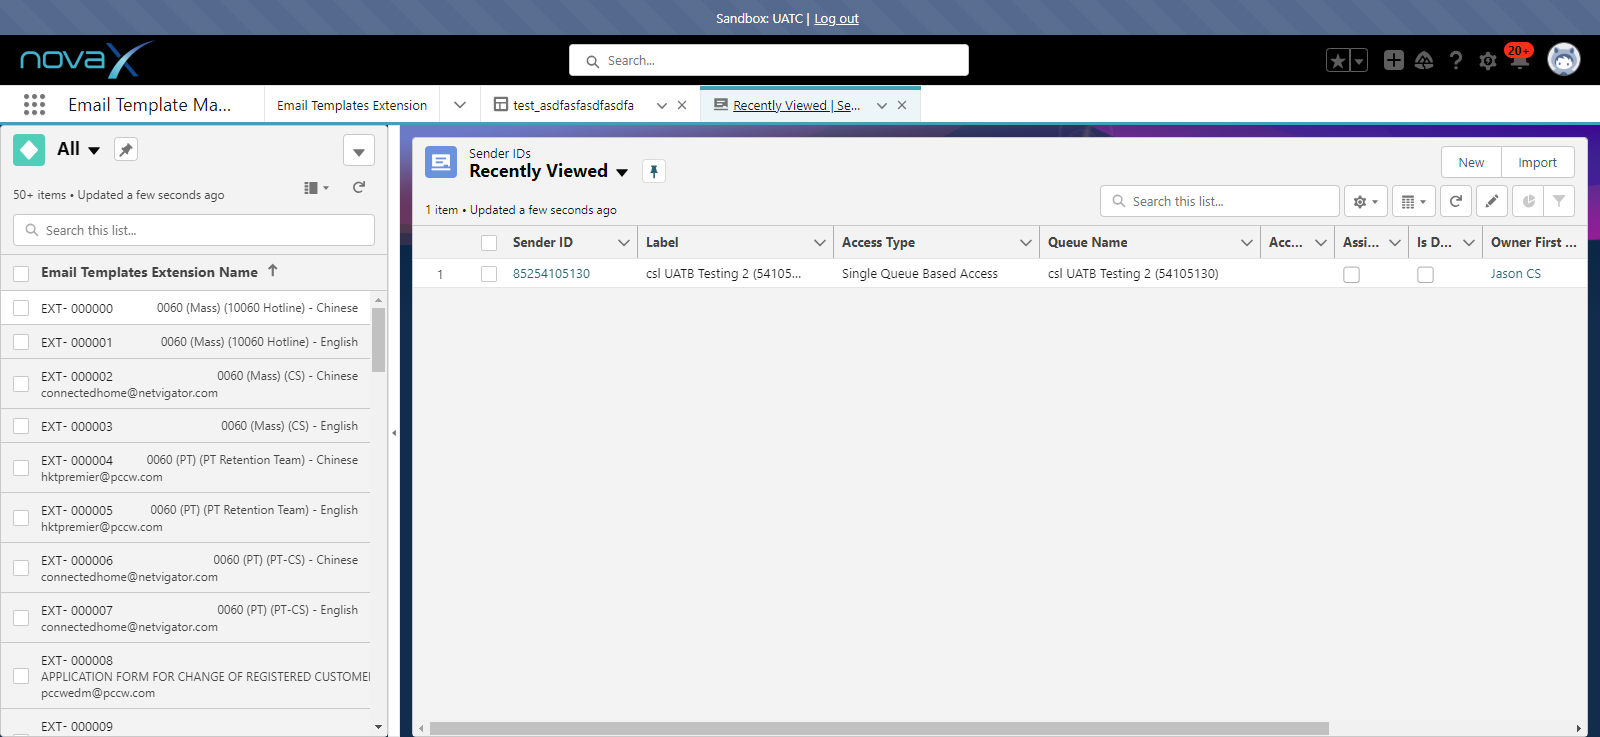 Sandbox: UATC | Log out
novaX
Search...
20+
Email Template Ma...
Email Templates Extension
test_asdfasfasdfasdfa
Recently Viewed | Se...
All
50+ items • Updated a few seconds ago
Search this list...
Email Templates Extension Name
EXT- 000000 0060 (Mass) (10060 Hotline) - Chinese
EXT- 000001 0060 (Mass) (10060 Hotline) - English
EXT- 000002 0060 (Mass) (CS) - Chinese
connectedhome@netvigator.com
EXT- 000003 0060 (Mass) (CS) - English
EXT- 000004 0060 (PT) (PT Retention Team) - Chinese
hktpremier@pccw.com
EXT- 000005 0060 (PT) (PT Retention Team) - English
hktpremier@pccw.com
EXT- 000006 0060 (PT) (PT-CS) - Chinese
connectedhome@netvigator.com
EXT- 000007 0060 (PT) (PT-CS) - English
connectedhome@netvigator.com
EXT- 000008
APPLICATION FORM FOR CHANGE OF REGISTERED CUSTOME
pccwedm@pccw.com
EXT- 000009
Sender IDs
Recently Viewed
New
Import
1 item • Updated a few seconds ago
Search this list...
Sender ID Label Access Type Queue Name Acc... Assi... Is D... Owner First ...
1 85254105130 csl UATB Testing 2 (54105... Single Queue Based Access csl UATB Testing 2 (54105130) Jason CS